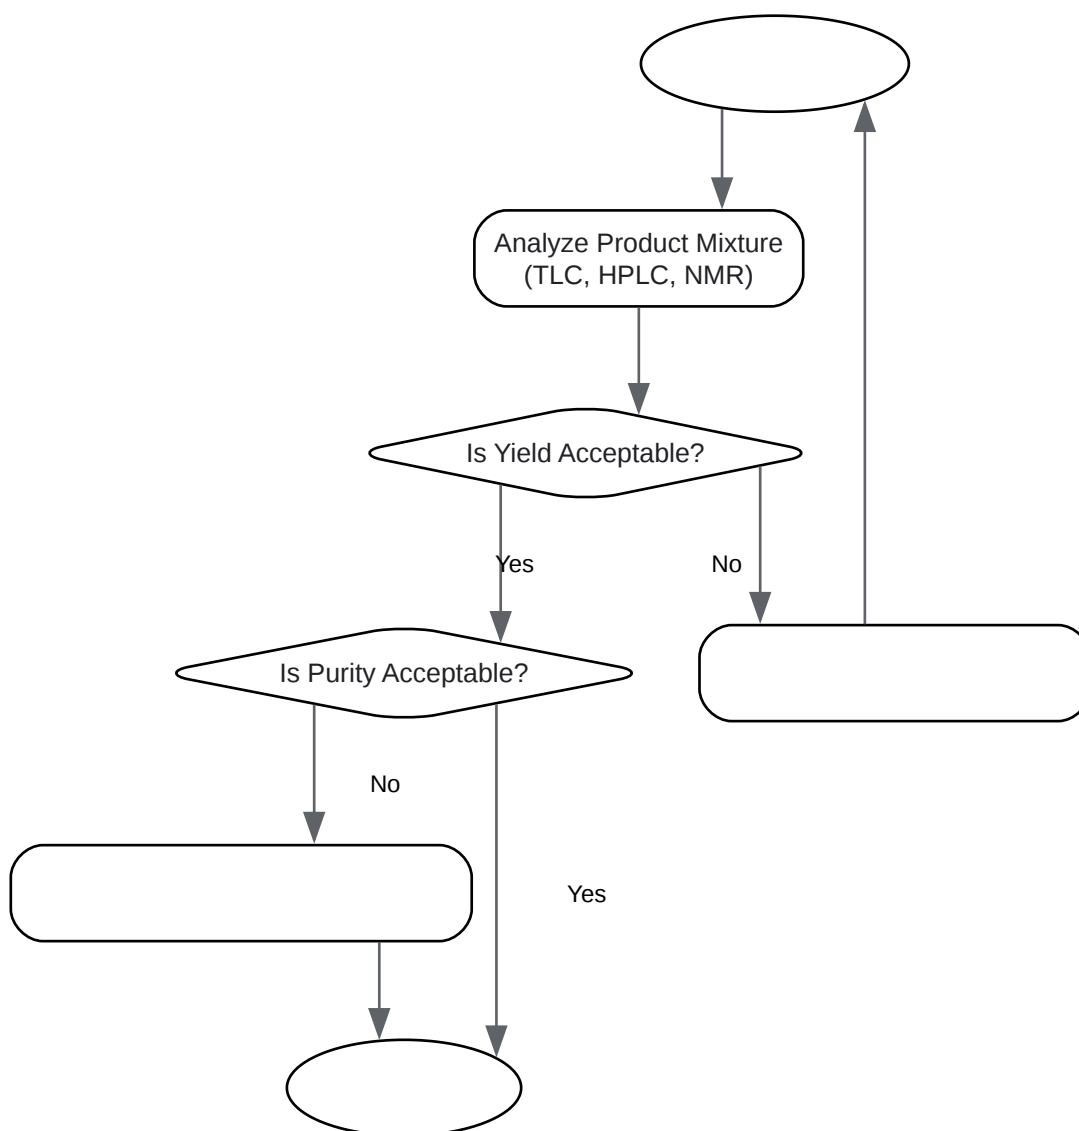 Analyze Product Mixture
(TLC, HPLC, NMR)
Is Yield Acceptable?
Yes
No
Is Purity Acceptable?
No
Yes